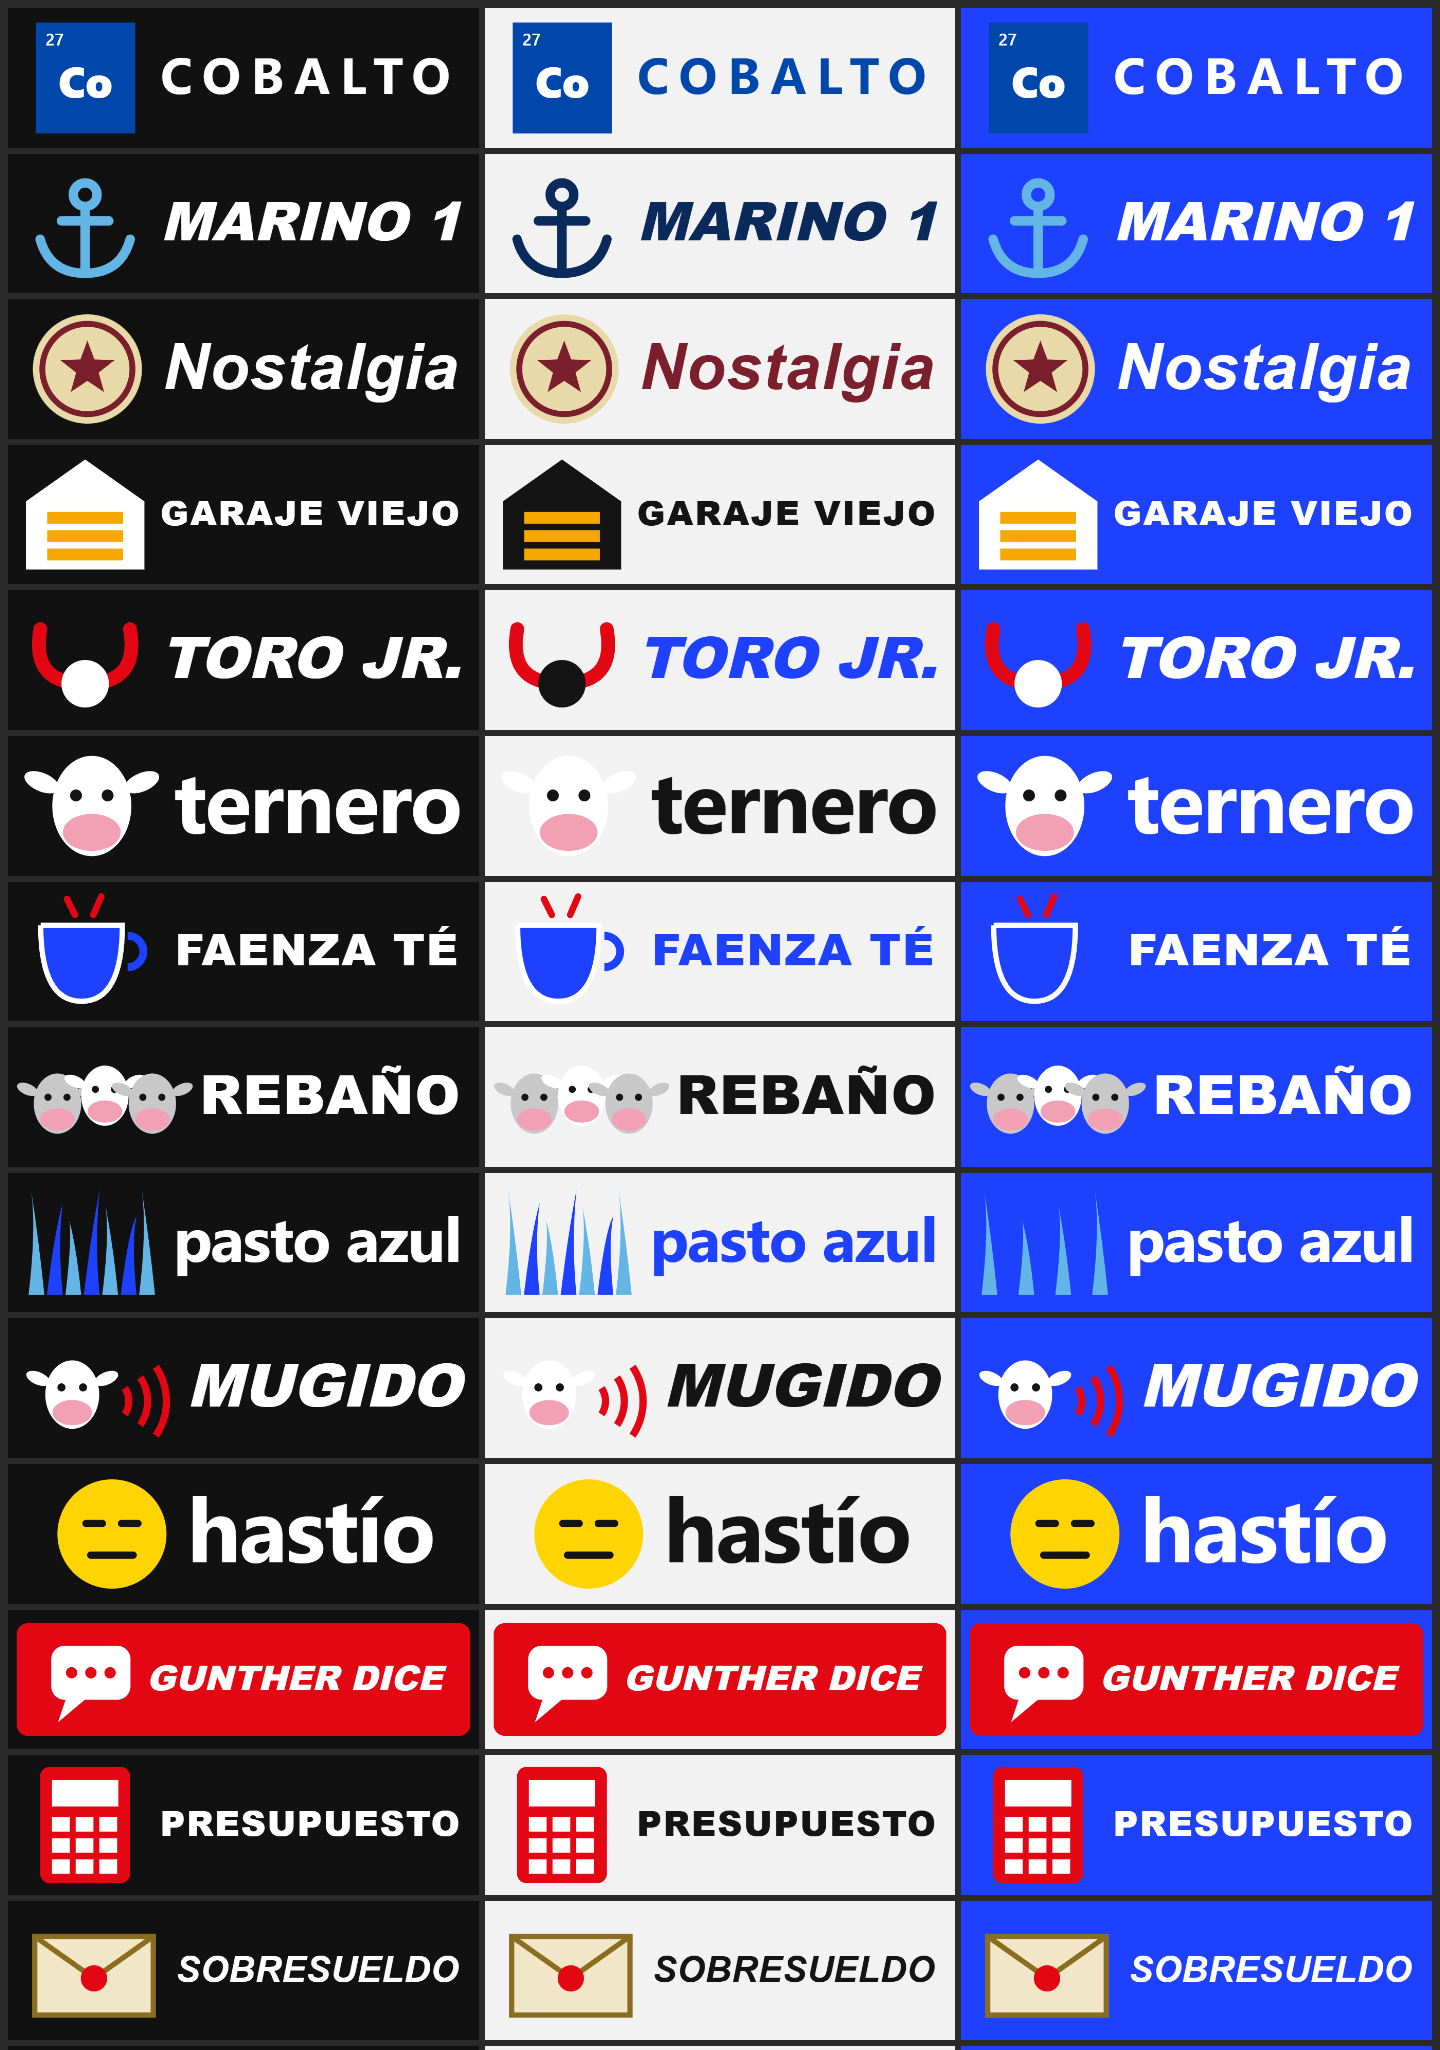 27 Co COBALTO 27 Co COBALTO 27 Co COBALTO
MARINO 1 MARINO 1 MARINO 1
Nostalgia Nostalgia Nostalgia
GARAJE VIEJO GARAJE VIEJO GARAJE VIEJO
TORO JR. TORO JR. TORO JR.
ternero ternero ternero
FAENZA TÉ FAENZA TÉ FAENZA TÉ
REBAÑO REBAÑO REBAÑO
pasto azul pasto azul pasto azul
MUGIDO MUGIDO MUGIDO
hastío hastío hastío
GUNTHER DICE GUNTHER DICE GUNTHER DICE
PRESUPUESTO PRESUPUESTO PRESUPUESTO
SOBRESUELDO SOBRESUELDO SOBRESUELDO